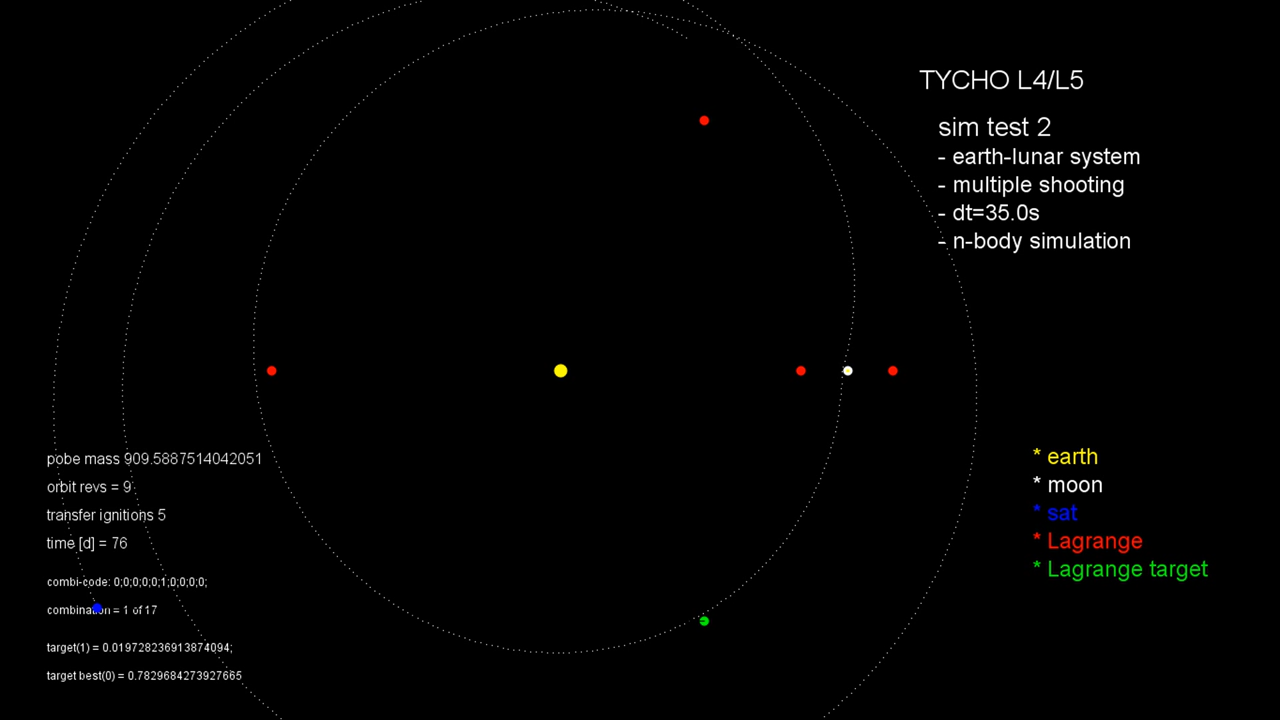 TYCHO L4/L5
sim test 2
- earth-lunar system
- multiple shooting
- dt=35.0s
- n-body simulation
pobe mass 909.5887514042051
orbit revs = 9
transfer ignitions 5
time [d] = 76
combi-code: 0;0;0;0;0;1;0;0;0;0;
combination = 1 of 17
target(1) = 0.019728236913874094;
target best(0) = 0.7829684273927665
* earth
* moon
* sat
* Lagrange
* Lagrange target